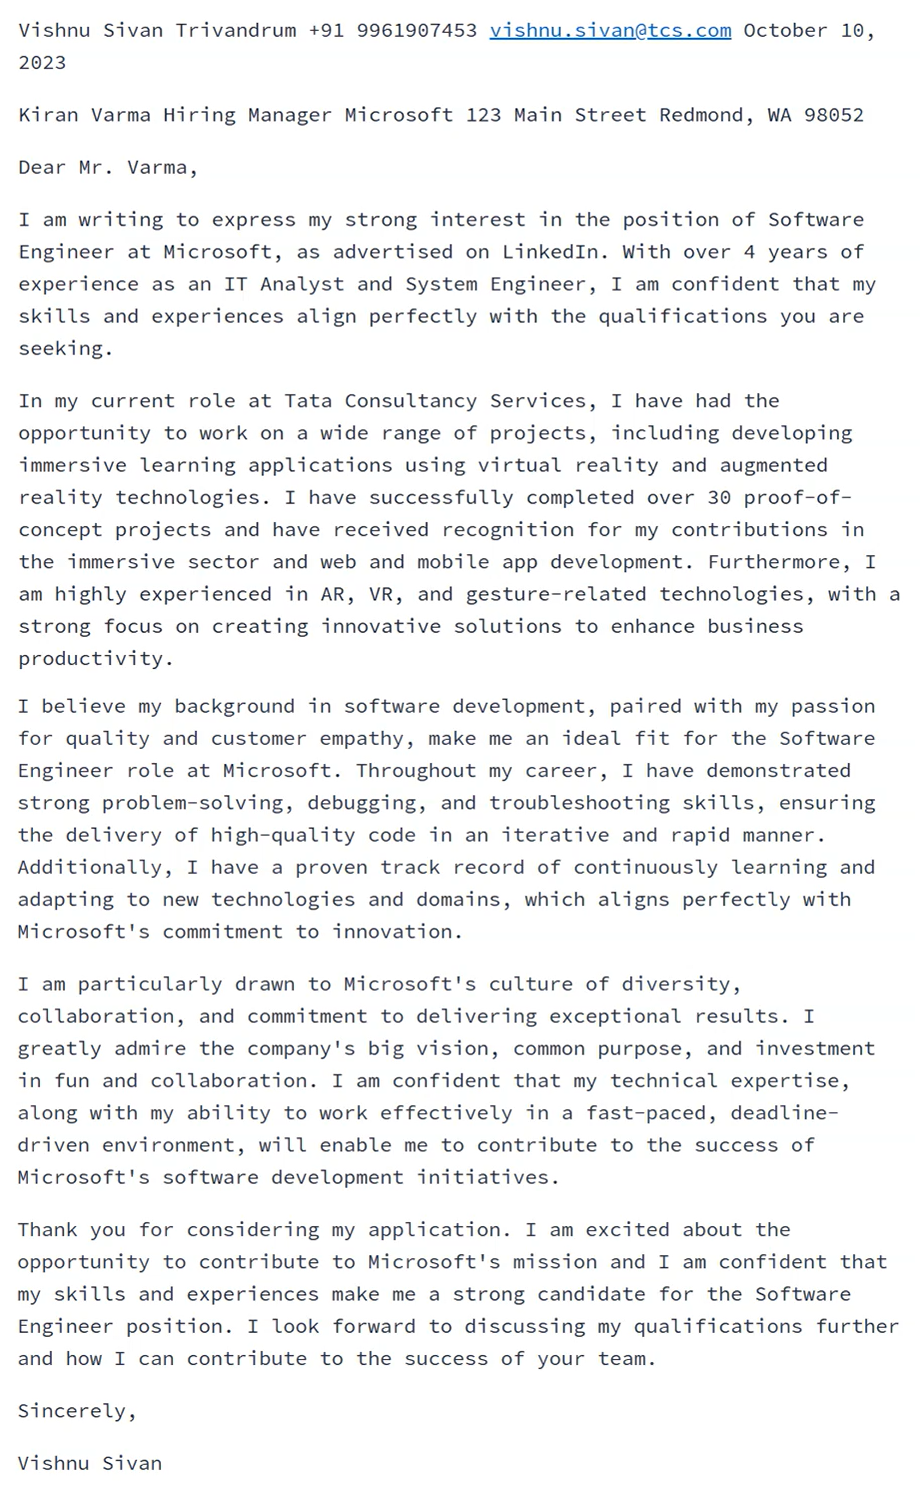 Vishnu Sivan Trivandrum +91 9961907453 vishnu.sivan@tcs.com October 10,
2023
Kiran Varma Hiring Manager Microsoft 123 Main Street Redmond, WA 98052
Dear Mr. Varma,
I am writing to express my strong interest in the position of Software
Engineer at Microsoft, as advertised on LinkedIn. With over 4 years of
experience as an IT Analyst and System Engineer, I am confident that my
skills and experiences align perfectly with the qualifications you are
seeking.
In my current role at Tata Consultancy Services, I have had the
opportunity to work on a wide range of projects, including developing
immersive learning applications using virtual reality and augmented
reality technologies. I have successfully completed over 30 proof-of-
concept projects and have received recognition for my contributions in
the immersive sector and web and mobile app development. Furthermore, I
am highly experienced in AR, VR, and gesture-related technologies, with a
strong focus on creating innovative solutions to enhance business
productivity.
I believe my background in software development, paired with my passion
for quality and customer empathy, make me an ideal fit for the Software
Engineer role at Microsoft. Throughout my career, I have demonstrated
strong problem-solving, debugging, and troubleshooting skills, ensuring
the delivery of high-quality code in an iterative and rapid manner.
Additionally, I have a proven track record of continuously learning and
adapting to new technologies and domains, which aligns perfectly with
Microsoft's commitment to innovation.
I am particularly drawn to Microsoft's culture of diversity,
collaboration, and commitment to delivering exceptional results. I
greatly admire the company's big vision, common purpose, and investment
in fun and collaboration. I am confident that my technical expertise,
along with my ability to work effectively in a fast-paced, deadline-
driven environment, will enable me to contribute to the success of
Microsoft's software development initiatives.
Thank you for considering my application. I am excited about the
opportunity to contribute to Microsoft's mission and I am confident that
my skills and experiences make me a strong candidate for the Software
Engineer position. I look forward to discussing my qualifications further
and how I can contribute to the success of your team.
Sincerely,
Vishnu Sivan